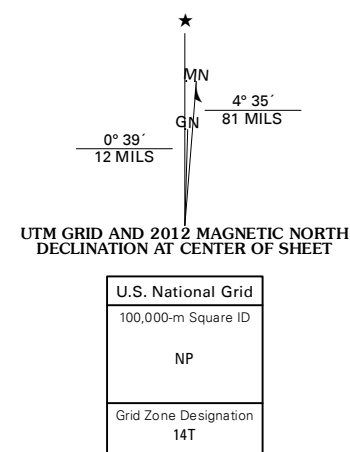 ★
MN
4° 35´
81 MILS
GN
0° 39´
12 MILS
UTM GRID AND 2012 MAGNETIC NORTH
DECLINATION AT CENTER OF SHEET
U.S. National Grid
100,000-m Square ID
NP
Grid Zone Designation
14T